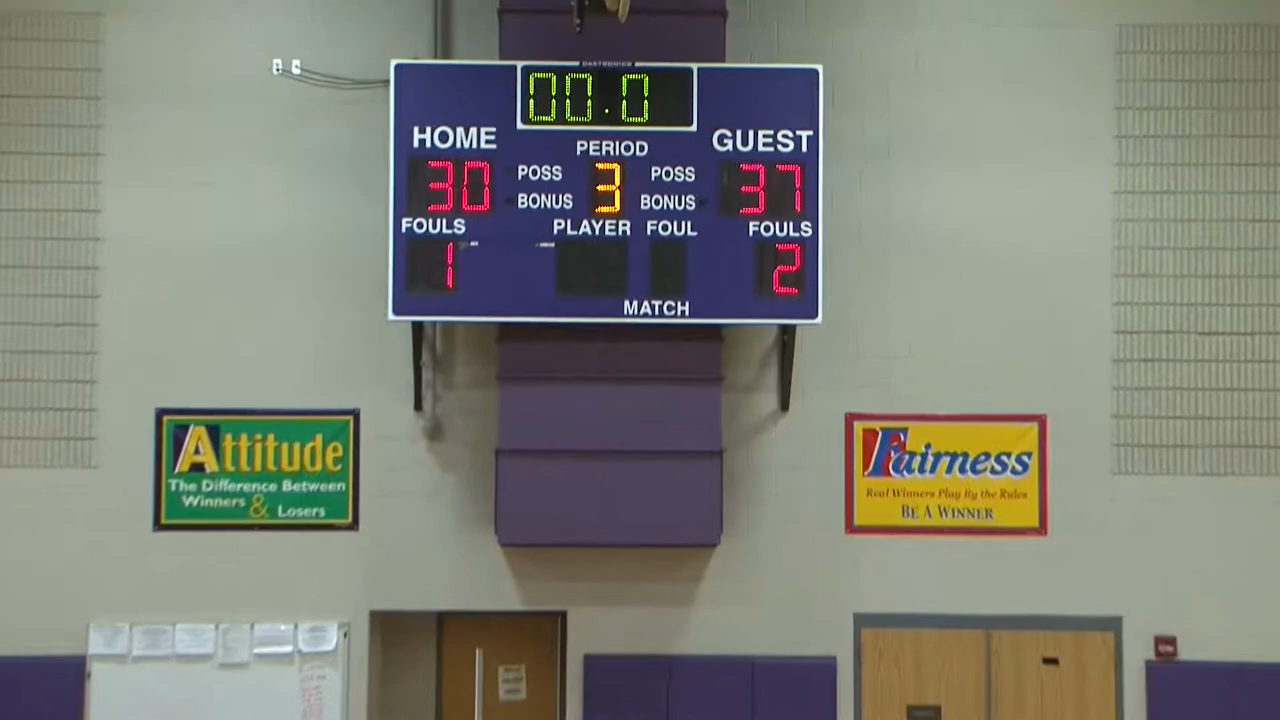 DAKTRONICS
00.0
HOME
GUEST
PERIOD
30 POSS 3 POSS 37
BONUS BONUS
FOULS PLAYER FOUL FOULS
1 2
MATCH
Attitude
The Difference Between
Winners & Losers
Fairness
Real Winners Play By the Rules
BE A WINNER